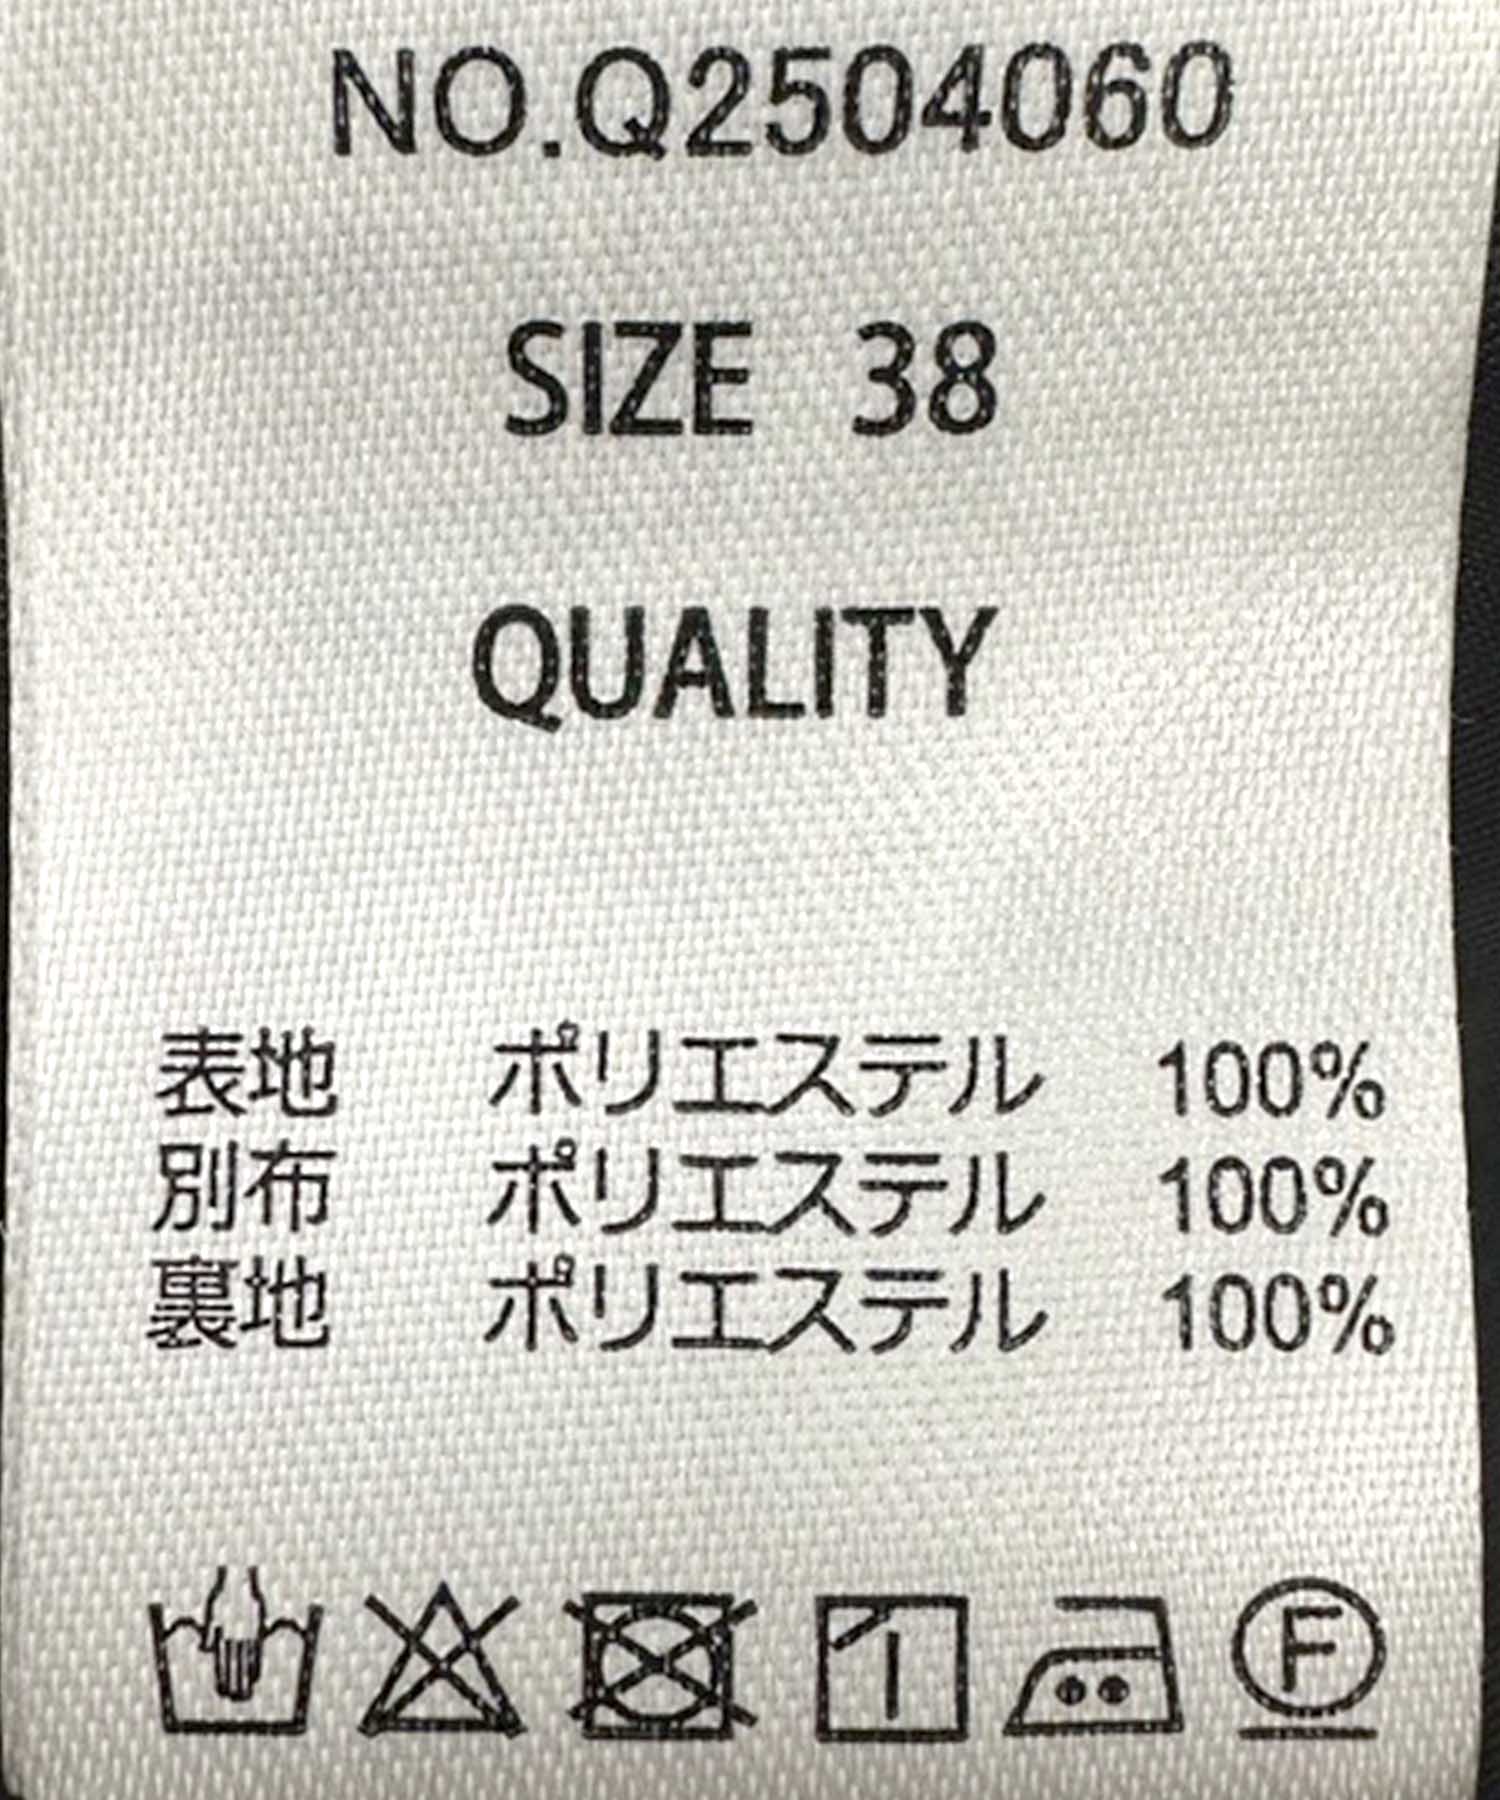 NO.Q2504060
SIZE 38
QUALITY
表地 ポリエステル 100%
別布 ポリエステル 100%
裏地 ポリエステル 100%
F